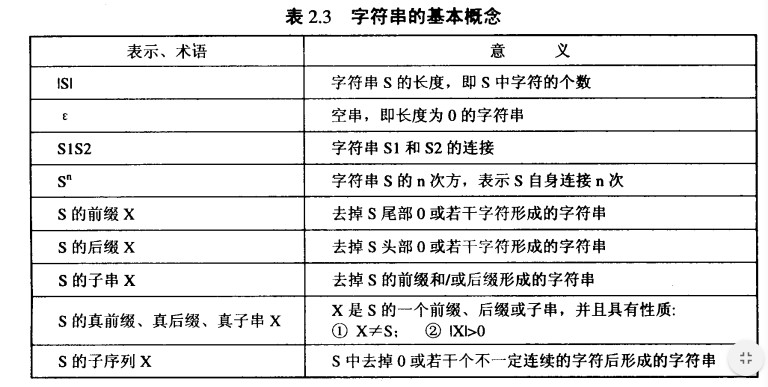 表 2.3 字符串的基本概念
表示、术语 意 义
|S| 字符串 S 的长度，即 S 中字符的个数
ε 空串，即长度为 0 的字符串
S1S2 字符串 S1 和 S2 的连接
Sⁿ 字符串 S 的 n 次方，表示 S 自身连接 n 次
S 的前缀 X 去掉 S 尾部 0 或若干字符形成的字符串
S 的后缀 X 去掉 S 头部 0 或若干字符形成的字符串
S 的子串 X 去掉 S 的前缀和/或后缀形成的字符串
S 的真前缀、真后缀、真子串 X X 是 S 的一个前缀、后缀或子串，并且具有性质:
① X≠S; ② |X|>0
S 的子序列 X S 中去掉 0 或若干个不一定连续的字符后形成的字符串